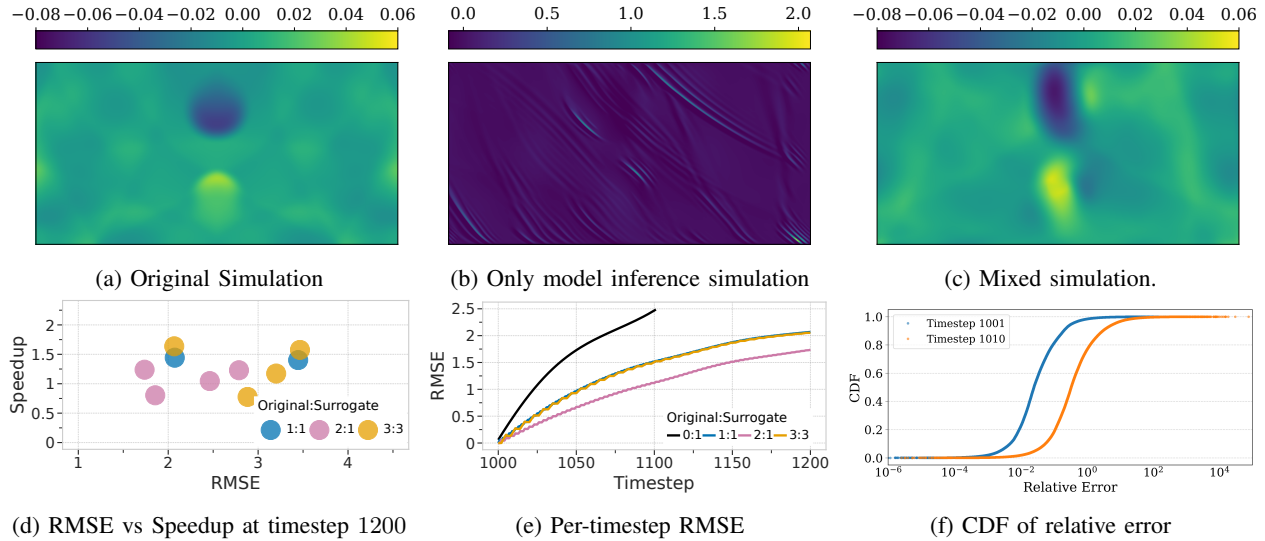 −0.08 −0.06 −0.04 −0.02 0.00 0.02 0.04 0.06
0.0 0.5 1.0 1.5 2.0
−0.08 −0.06 −0.04 −0.02 0.00 0.02 0.04 0.06
(a) Original Simulation
(b) Only model inference simulation
(c) Mixed simulation.
Speedup
2
1.5
1
0.5
0
Original:Surrogate
1:1 2:1 3:3
1 2 3 4
RMSE
RMSE
2.5
2
1.5
1
0.5
0
Original:Surrogate
0:1 1:1 2:1 3:3
1000 1050 1100 1150 1200
Timestep
CDF
1.0
0.8
0.6
0.4
0.2
0.0
Timestep 1001
Timestep 1010
10⁻⁶ 10⁻⁴ 10⁻² 10⁰ 10² 10⁴
Relative Error
(d) RMSE vs Speedup at timestep 1200
(e) Per-timestep RMSE
(f) CDF of relative error